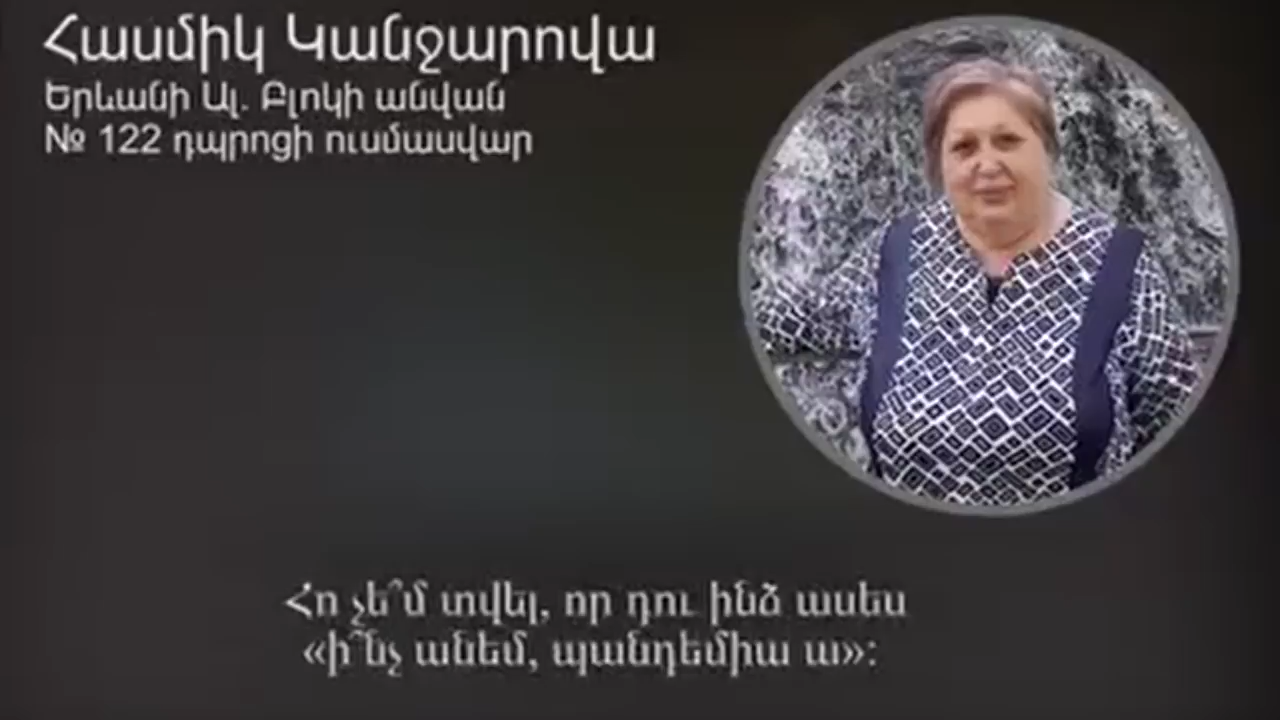 Հասմիկ Կանջարովա
Երևանի Ալ. Բլոկի անվան
№ 122 դպրոցի ուսմասվար
Հո չե՞մ տվել, որ դու ինձ ասես
«ի՞նչ անեմ, պանդեմիա ա»: